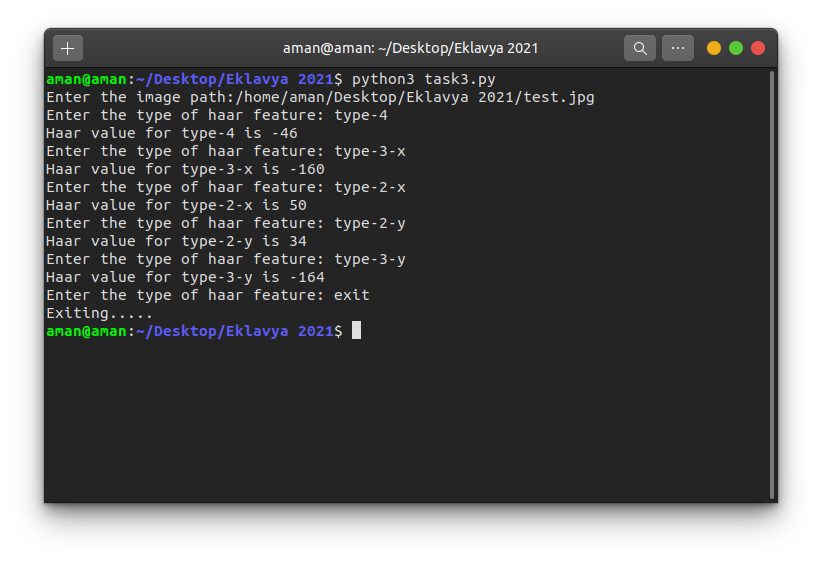 aman@aman: ~/Desktop/Eklavya 2021
aman@aman:~/Desktop/Eklavya 2021$ python3 task3.py
Enter the image path:/home/aman/Desktop/Eklavya 2021/test.jpg
Enter the type of haar feature: type-4
Haar value for type-4 is -46
Enter the type of haar feature: type-3-x
Haar value for type-3-x is -160
Enter the type of haar feature: type-2-x
Haar value for type-2-x is 50
Enter the type of haar feature: type-2-y
Haar value for type-2-y is 34
Enter the type of haar feature: type-3-y
Haar value for type-3-y is -164
Enter the type of haar feature: exit
Exiting.....
aman@aman:~/Desktop/Eklavya 2021$